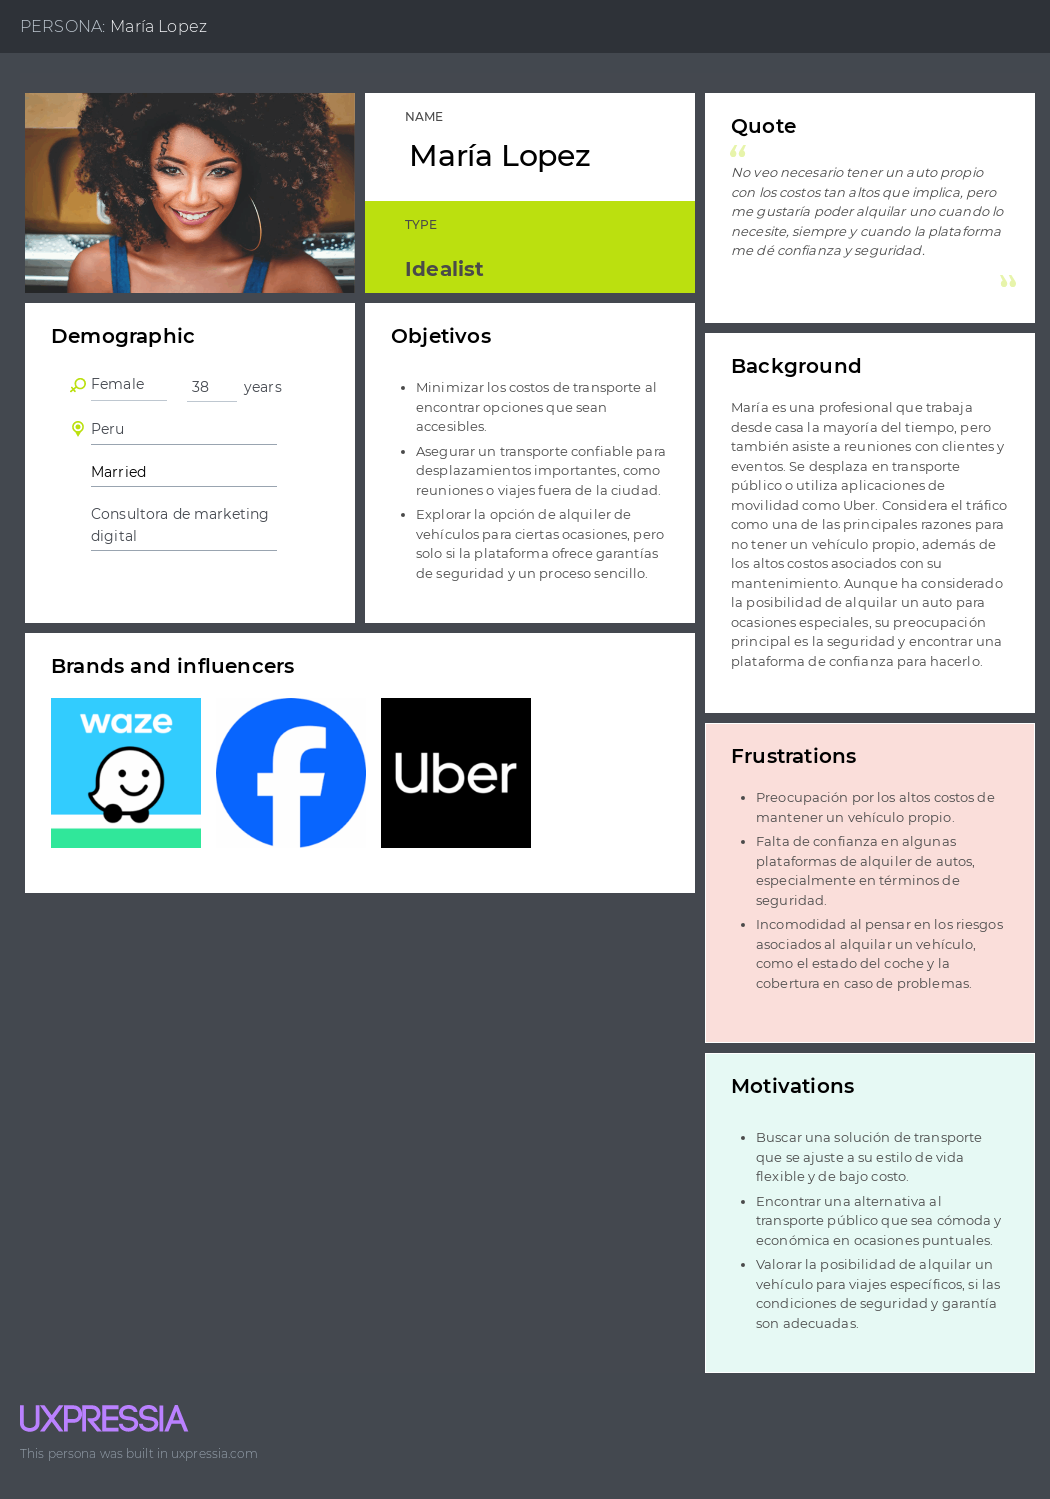 PERSONA: María Lopez
NAME
María Lopez
TYPE
Idealist
Quote
“
No veo necesario tener un auto propio
con los costos tan altos que implica, pero
me gustaría poder alquilar uno cuando lo
necesite, siempre y cuando la plataforma
me dé confianza y seguridad.
”
Demographic
Female 38 years
Peru
Married
Consultora de marketing
digital
Objetivos
• Minimizar los costos de transporte al
encontrar opciones que sean
accesibles.
• Asegurar un transporte confiable para
desplazamientos importantes, como
reuniones o viajes fuera de la ciudad.
• Explorar la opción de alquiler de
vehículos para ciertas ocasiones, pero
solo si la plataforma ofrece garantías
de seguridad y un proceso sencillo.
Background
María es una profesional que trabaja
desde casa la mayoría del tiempo, pero
también asiste a reuniones con clientes y
eventos. Se desplaza en transporte
público o utiliza aplicaciones de
movilidad como Uber. Considera el tráfico
como una de las principales razones para
no tener un vehículo propio, además de
los altos costos asociados con su
mantenimiento. Aunque ha considerado
la posibilidad de alquilar un auto para
ocasiones especiales, su preocupación
principal es la seguridad y encontrar una
plataforma de confianza para hacerlo.
Brands and influencers
waze
f
Uber
Frustrations
• Preocupación por los altos costos de
mantener un vehículo propio.
• Falta de confianza en algunas
plataformas de alquiler de autos,
especialmente en términos de
seguridad.
• Incomodidad al pensar en los riesgos
asociados al alquilar un vehículo,
como el estado del coche y la
cobertura en caso de problemas.
Motivations
• Buscar una solución de transporte
que se ajuste a su estilo de vida
flexible y de bajo costo.
• Encontrar una alternativa al
transporte público que sea cómoda y
económica en ocasiones puntuales.
• Valorar la posibilidad de alquilar un
vehículo para viajes específicos, si las
condiciones de seguridad y garantía
son adecuadas.
UXPRESSIA
This persona was built in uxpressia.com